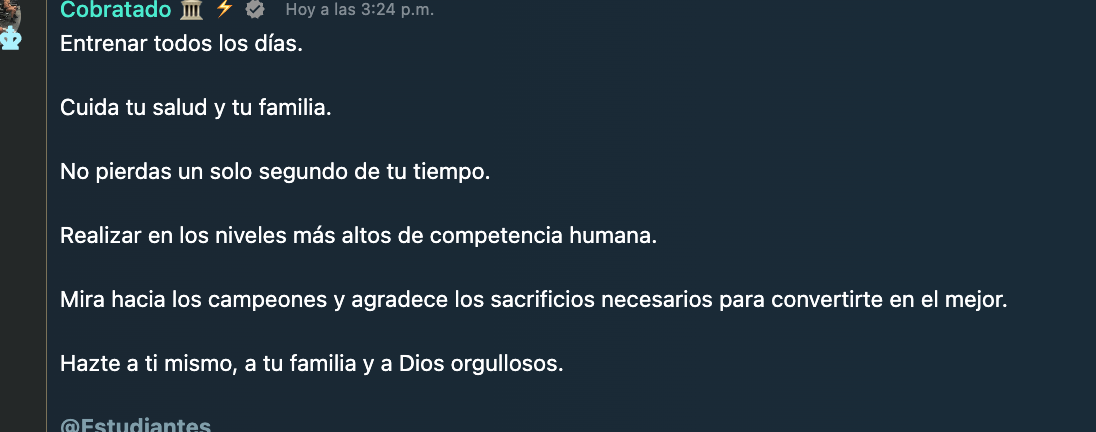 Cobratado 🏛️ ⚡ Hoy a las 3:24 p.m.
Entrenar todos los días.
Cuida tu salud y tu familia.
No pierdas un solo segundo de tu tiempo.
Realizar en los niveles más altos de competencia humana.
Mira hacia los campeones y agradece los sacrificios necesarios para convertirte en el mejor.
Hazte a ti mismo, a tu familia y a Dios orgullosos.
@Estudiantes